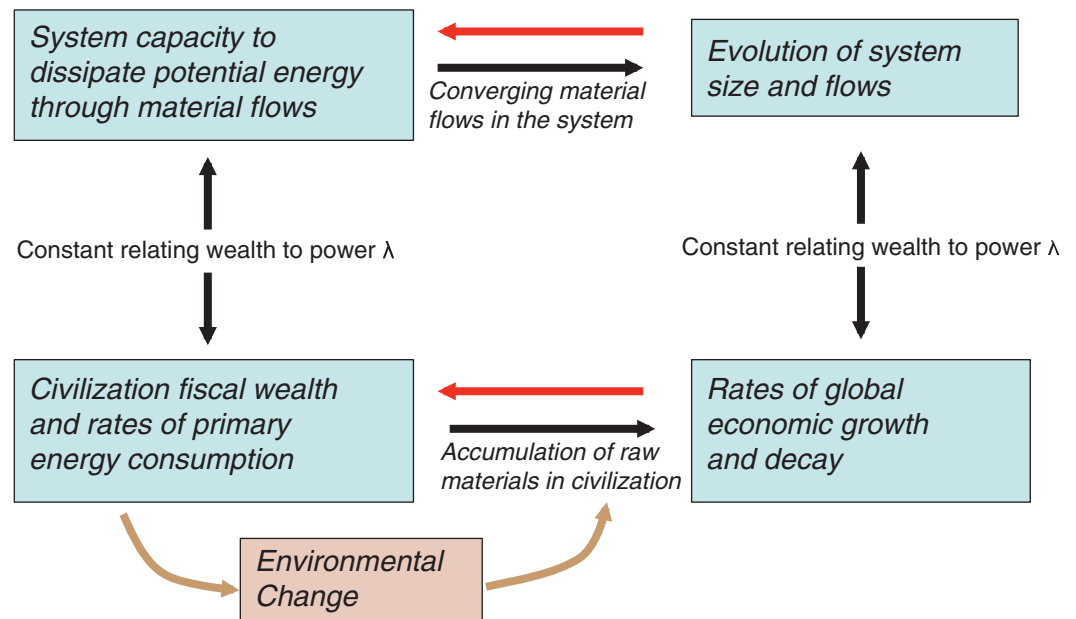 System capacity to
dissipate potential energy
through material flows
Converging material
flows in the system
Evolution of system
size and flows
Constant relating wealth to power λ
Constant relating wealth to power λ
Civilization fiscal wealth
and rates of primary
energy consumption
Accumulation of raw
materials in civilization
Rates of global
economic growth
and decay
Environmental
Change